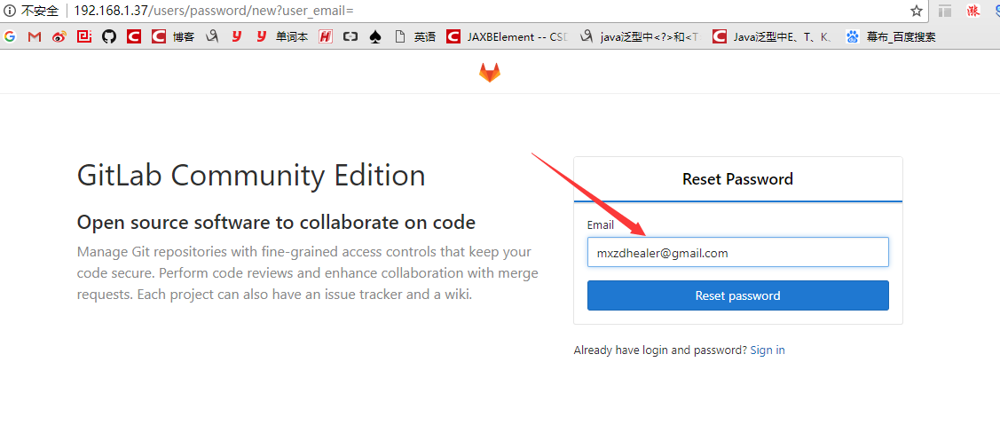 不安全 192.168.1.37/users/password/new?user_email=
博客 单词本 英语 JAXBElement -- CSD java泛型中<?>和<T Java泛型中E、T、K、 幕布_百度搜索
GitLab Community Edition
Open source software to collaborate on code
Manage Git repositories with fine-grained access controls that keep your
code secure. Perform code reviews and enhance collaboration with merge
requests. Each project can also have an issue tracker and a wiki.
Reset Password
Email
mxzdhealer@gmail.com
Reset password
Already have login and password? Sign in